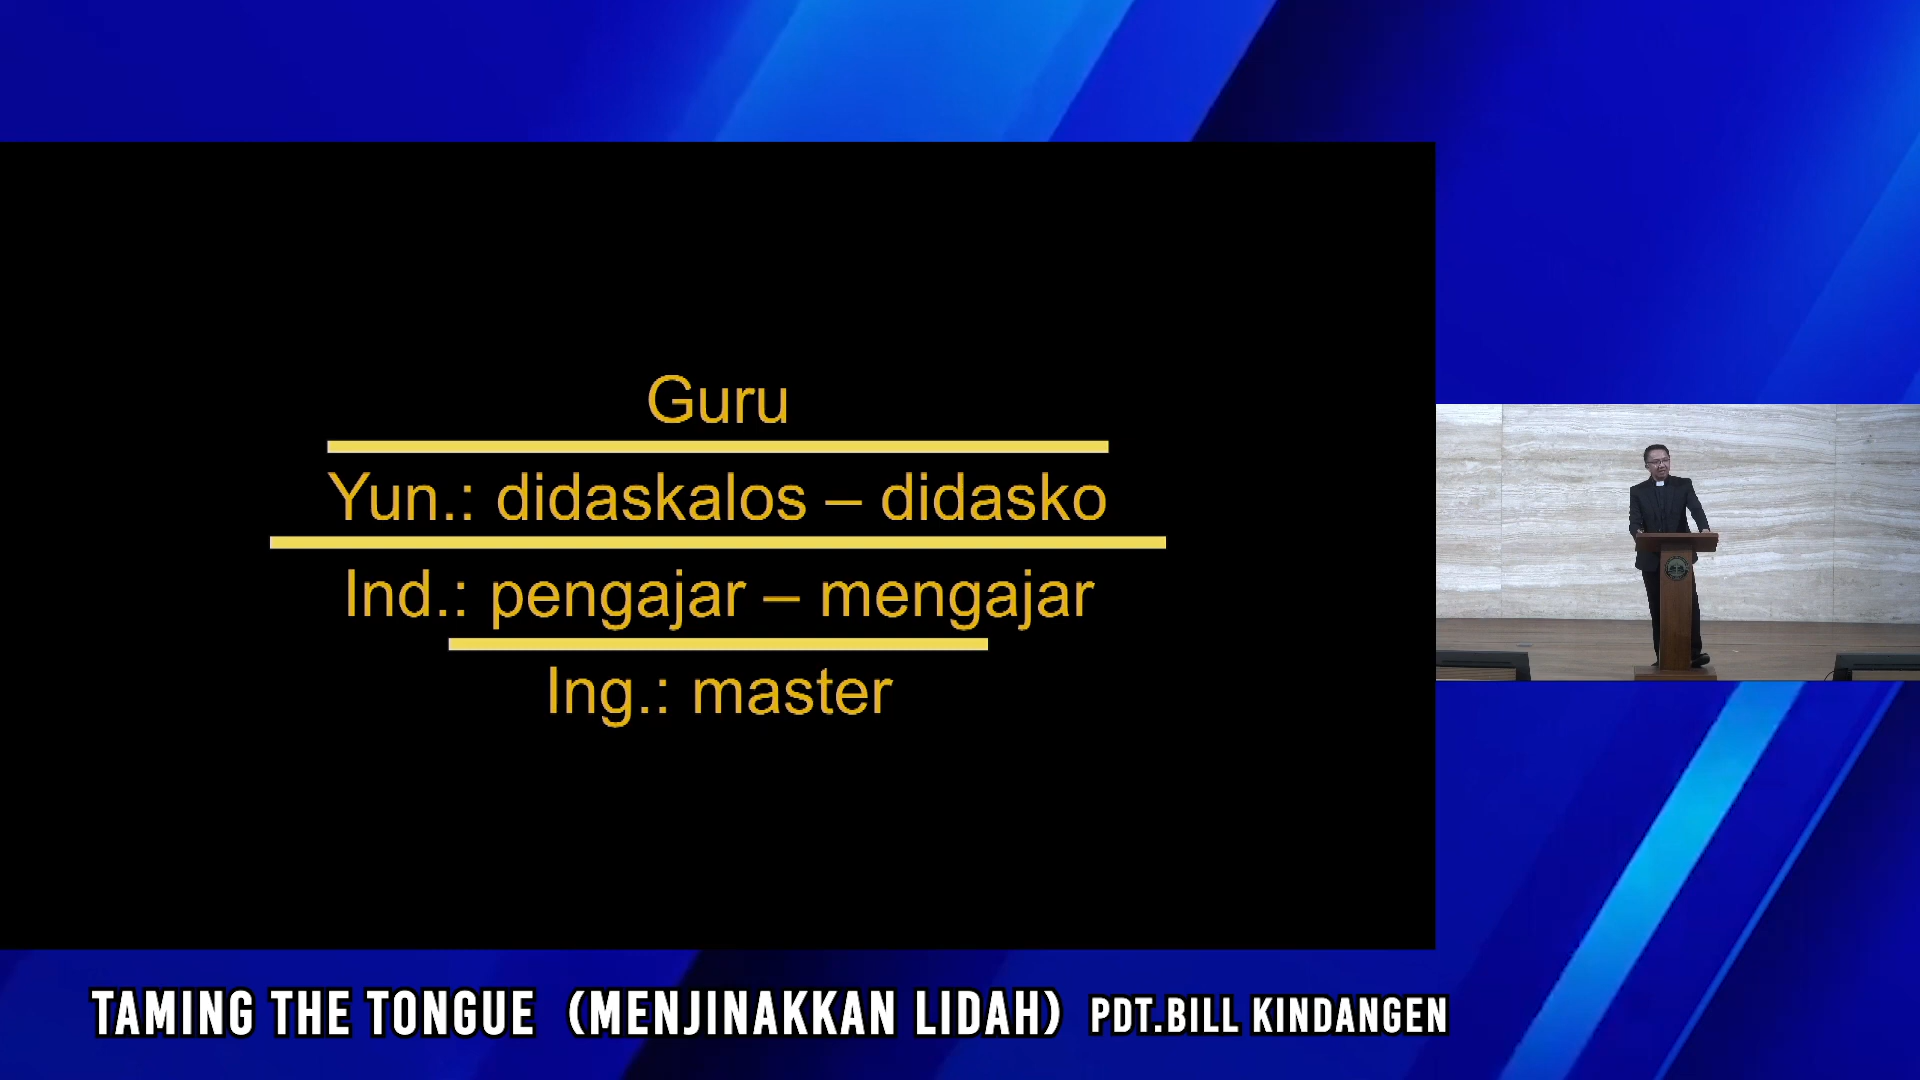 Guru
Yun.: didaskalos – didasko
Ind.: pengajar – mengajar
Ing.: master
TAMING THE TONGUE (MENJINAKKAN LIDAH) PDT.BILL KINDANGEN